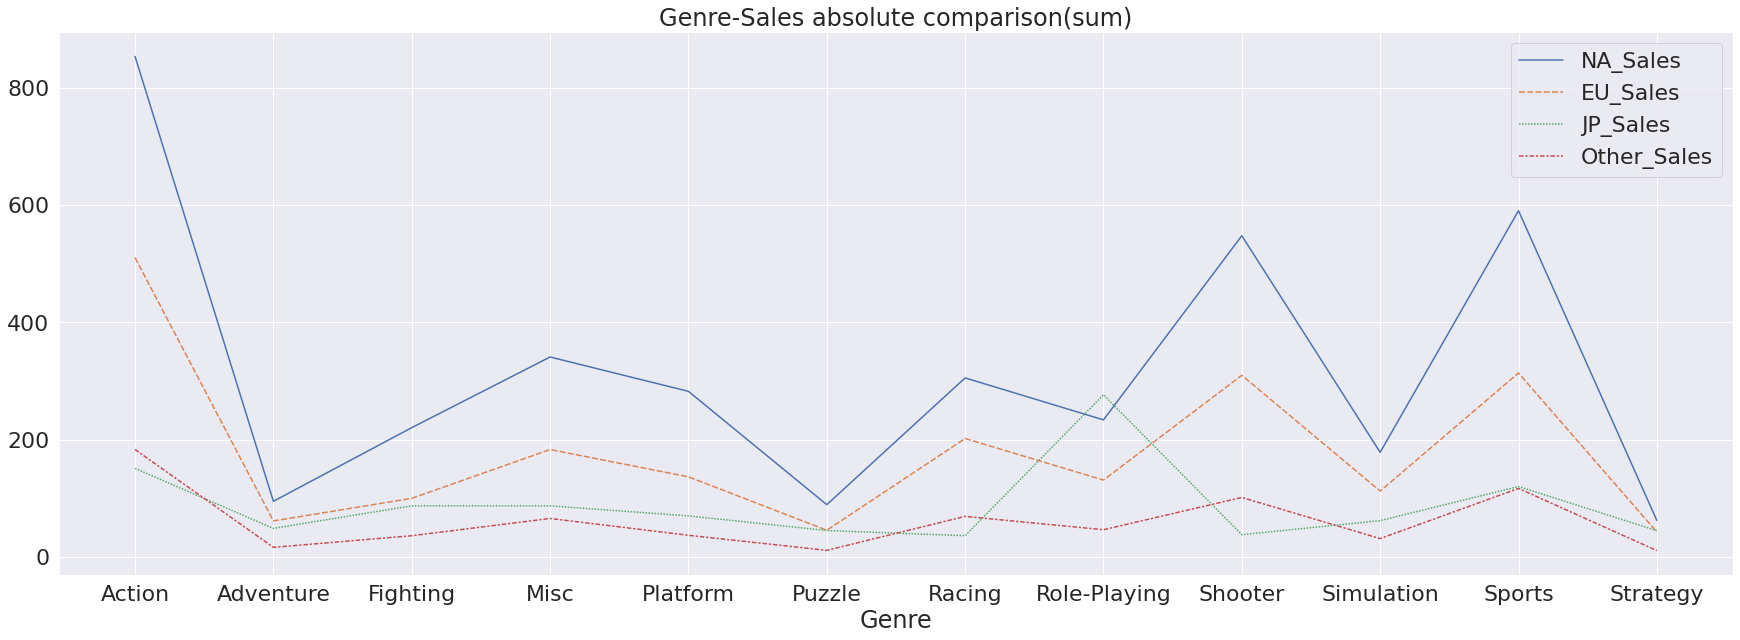 Genre-Sales absolute comparison(sum)
NA_Sales
EU_Sales
JP_Sales
Other_Sales
800
600
400
200
0
Action Adventure Fighting Misc Platform Puzzle Racing Role-Playing Shooter Simulation Sports Strategy
Genre